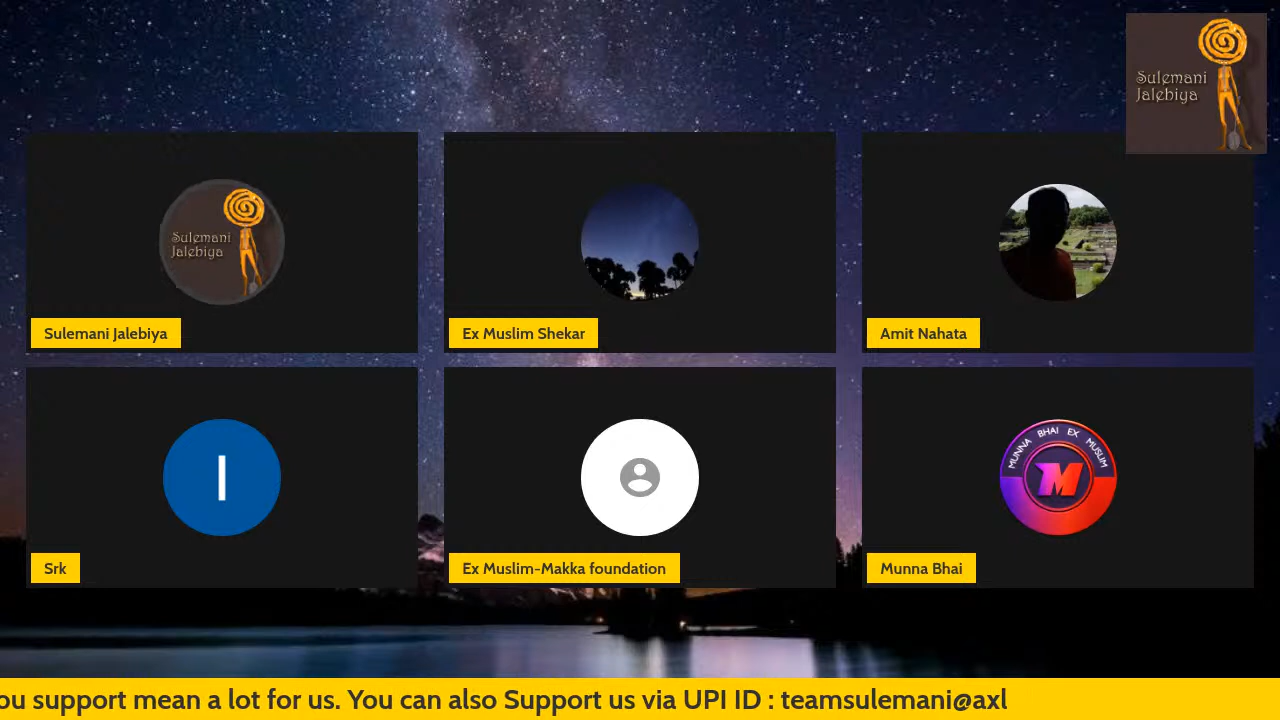 Sulemani
Jalebiya
Sulemani
Jalebiya
Sulemani Jalebiya
Ex Muslim Shekar
Amit Nahata
I
Srk
Ex Muslim-Makka foundation
MUNNA BHAI EX MUSLIM
M
Munna Bhai
ou support mean a lot for us. You can also Support us via UPI ID : teamsulemani@axl